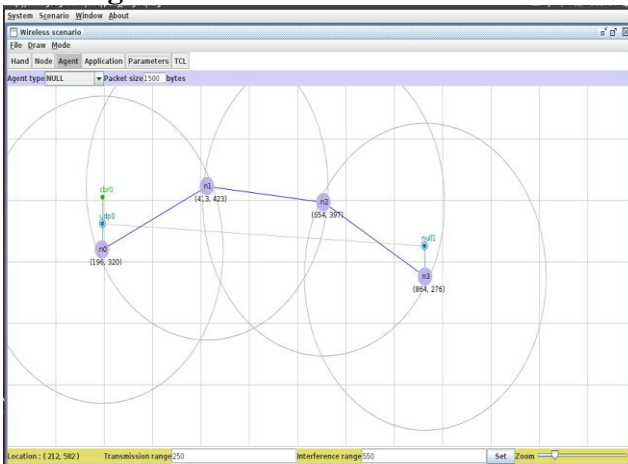 System Scenario Window About
Wireless scenario
File Draw Mode
Hand Node Agent Application Parameters TCL
Agent type NULL Packet size 1500 bytes
cbr0
n1
(413, 423)
n2
(654, 397)
udp0
null1
n0
(196, 320)
n3
(864, 276)
Location : ( 212, 582 ) Transmission range 250 Interference range 550 Set Zoom